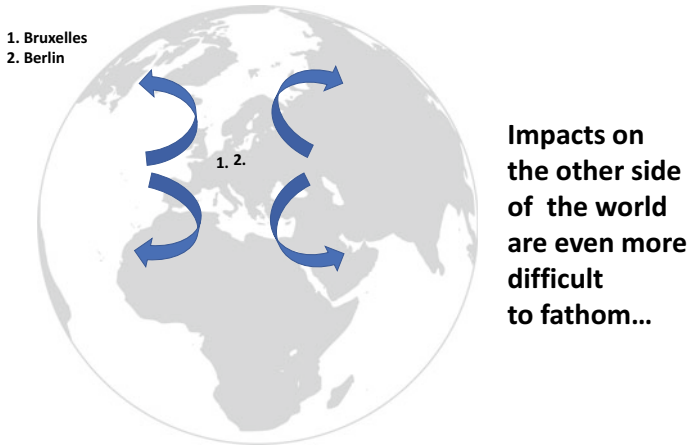 1. Bruxelles
2. Berlin
1. 2.
Impacts on
the other side
of the world
are even more
difficult
to fathom…